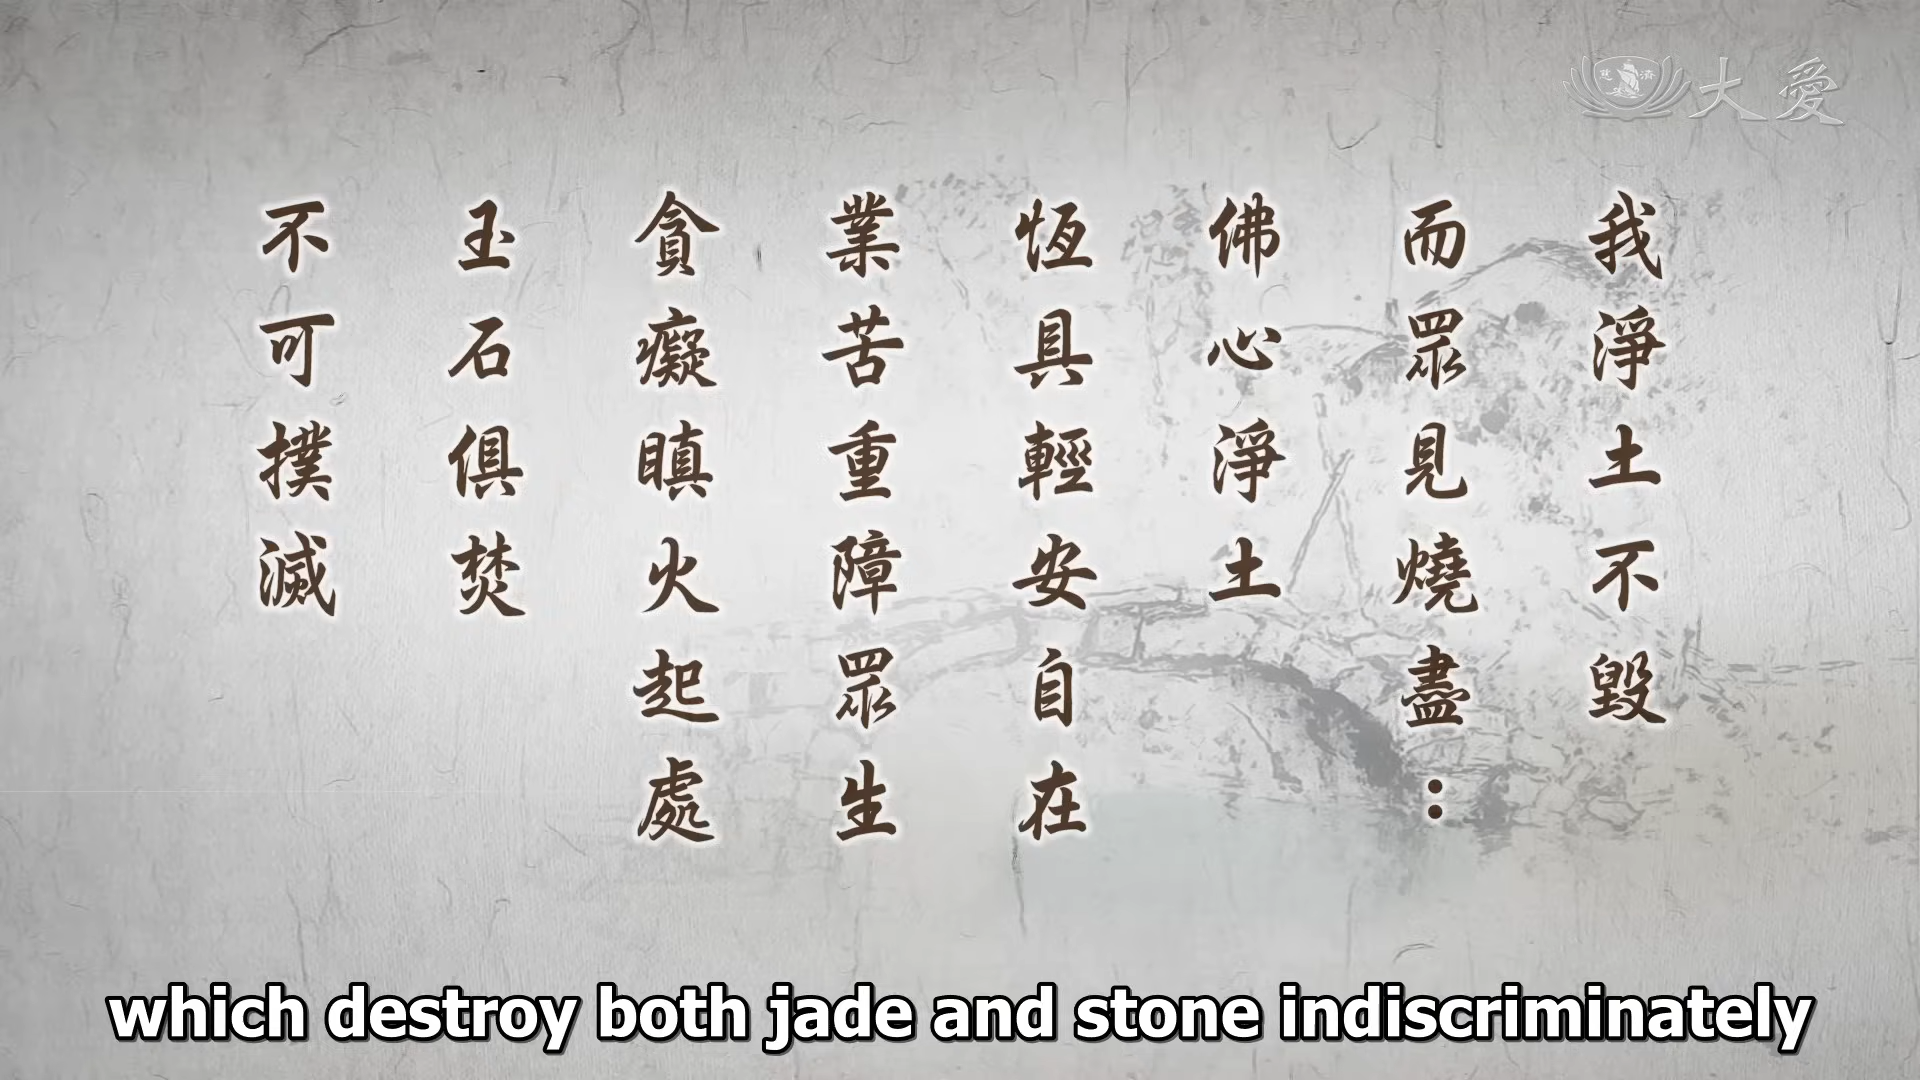 大愛
慈濟
我淨土不毀
而眾見燒盡：
佛心淨土
恆具輕安自在
業苦重障眾生
貪癡瞋火起處
玉石俱焚
不可撲滅
which destroy both jade and stone indiscriminately